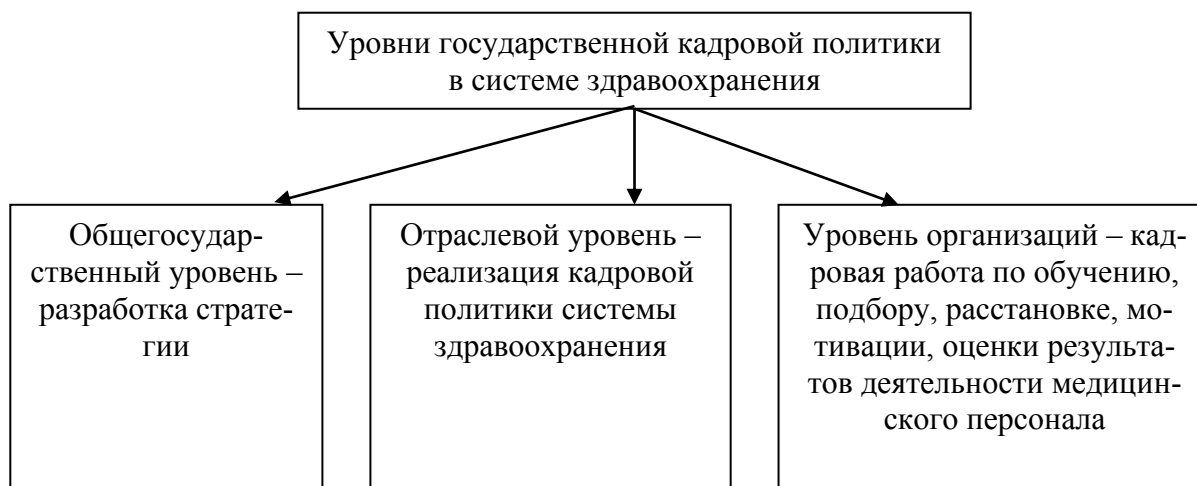 Уровни государственной кадровой политики
в системе здравоохранения
Общегосудар-
ственный уровень –
разработка страте-
гии
Отраслевой уровень –
реализация кадровой
политики системы
здравоохранения
Уровень организаций – кад-
ровая работа по обучению,
подбору, расстановке, мо-
тивации, оценки результа-
тов деятельности медицин-
ского персонала